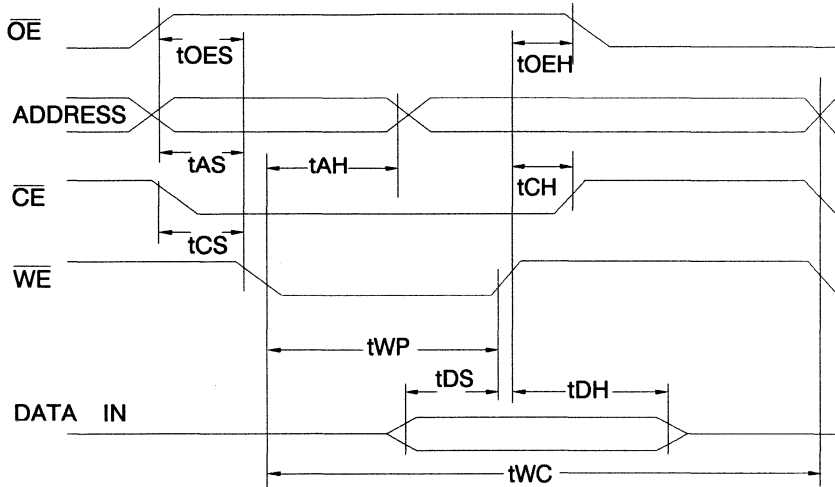 OE
tOES
tOEH
ADDRESS
tAS
tAH
tCH
CE
tCS
WE
tWP
tDS
tDH
DATA IN
tWC